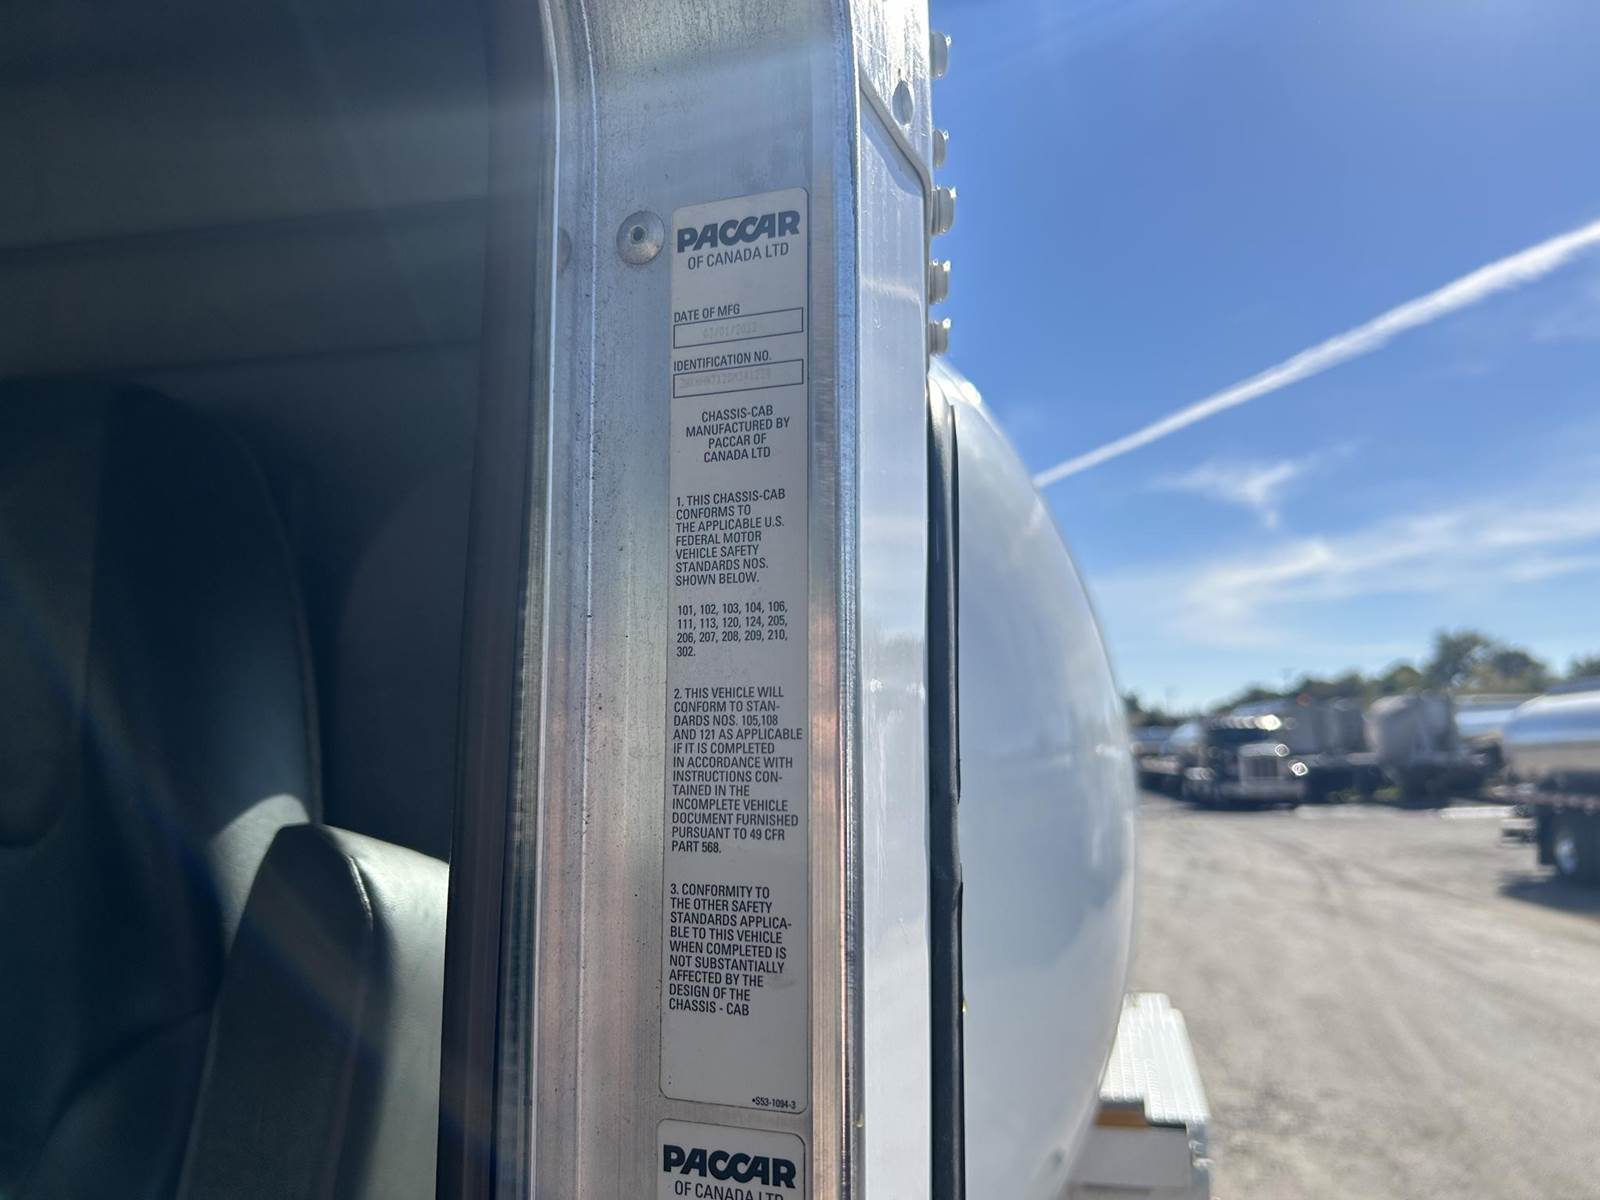 PACCAR
OF CANADA LTD
DATE OF MFG
IDENTIFICATION NO.
CHASSIS-CAB
MANUFACTURED BY
PACCAR OF
CANADA LTD
1. THIS CHASSIS-CAB
CONFORMS TO
THE APPLICABLE U.S.
FEDERAL MOTOR
VEHICLE SAFETY
STANDARDS NOS.
SHOWN BELOW.
101, 102, 103, 104, 106,
111, 113, 120, 124, 205,
206, 207, 208, 209, 210,
302.
2. THIS VEHICLE WILL
CONFORM TO STAN-
DARDS NOS. 105,108
AND 121 AS APPLICABLE
IF IT IS COMPLETED
IN ACCORDANCE WITH
INSTRUCTIONS CON-
TAINED IN THE
INCOMPLETE VEHICLE
DOCUMENT FURNISHED
PURSUANT TO 49 CFR
PART 568.
3. CONFORMITY TO
THE OTHER SAFETY
STANDARDS APPLICA-
BLE TO THIS VEHICLE
WHEN COMPLETED IS
NOT SUBSTANTIALLY
AFFECTED BY THE
DESIGN OF THE
CHASSIS - CAB
•S53-1094-3
PACCAR
OF CANADA LTD